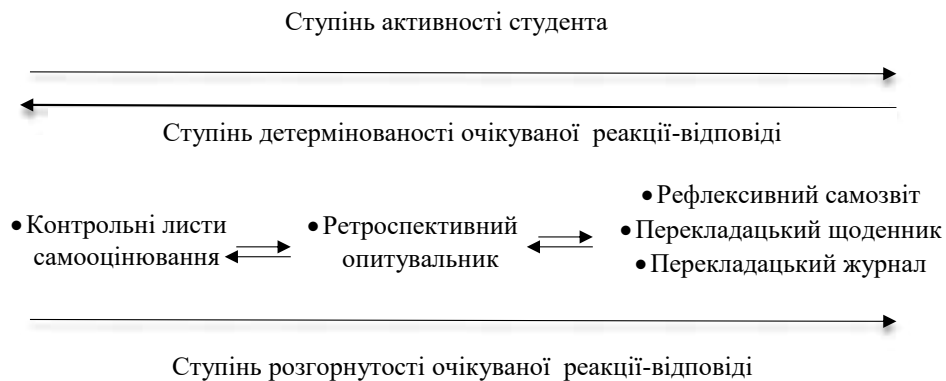 Ступінь активності студента
Ступінь детермінованості очікуваної реакції-відповіді
• Контрольні листи
самооцінювання
• Ретроспективний
опитувальник
• Рефлексивний самозвіт
• Перекладацький щоденник
• Перекладацький журнал
Ступінь розгорнутості очікуваної реакції-відповіді